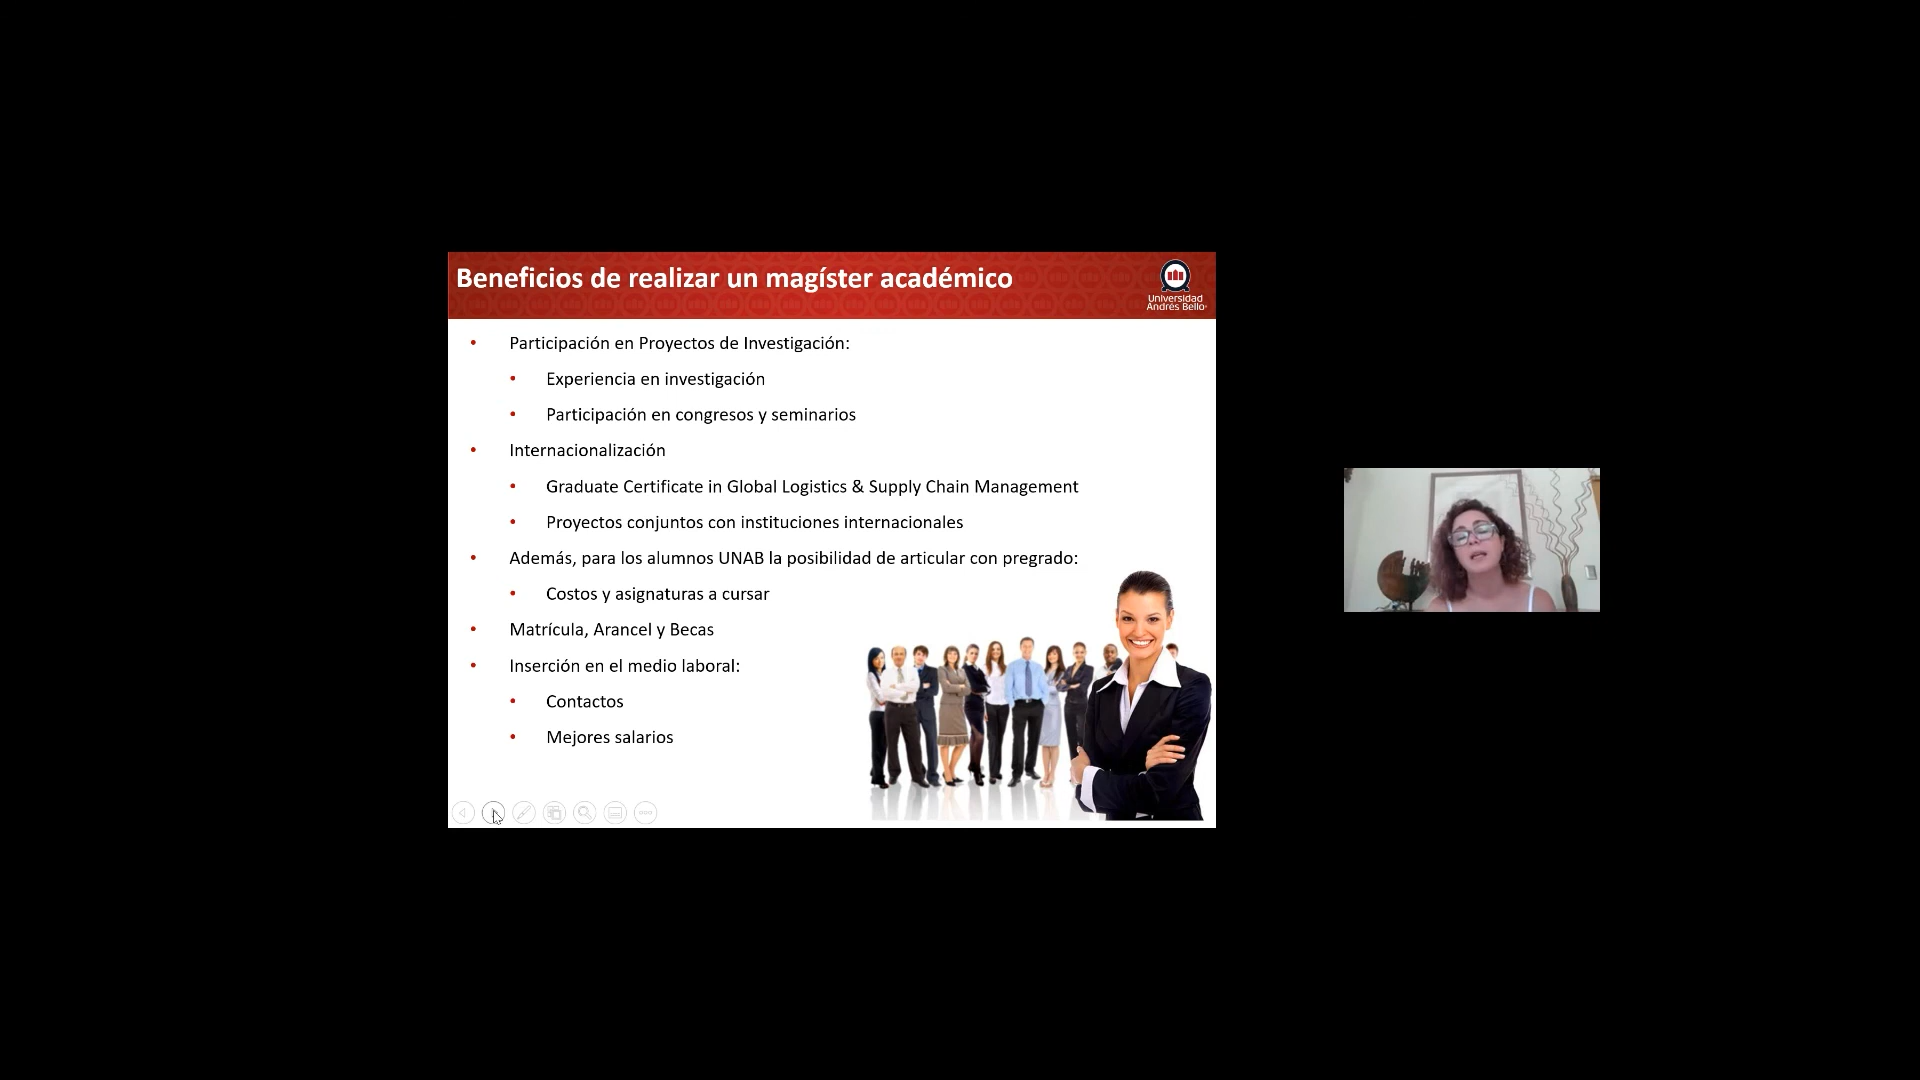 Beneficios de realizar un magíster académico
Universidad
Andrés Bello
• Participación en Proyectos de Investigación:
• Experiencia en investigación
• Participación en congresos y seminarios
• Internacionalización
• Graduate Certificate in Global Logistics & Supply Chain Management
• Proyectos conjuntos con instituciones internacionales
• Además, para los alumnos UNAB la posibilidad de articular con pregrado:
• Costos y asignaturas a cursar
• Matrícula, Arancel y Becas
• Inserción en el medio laboral:
• Contactos
• Mejores salarios